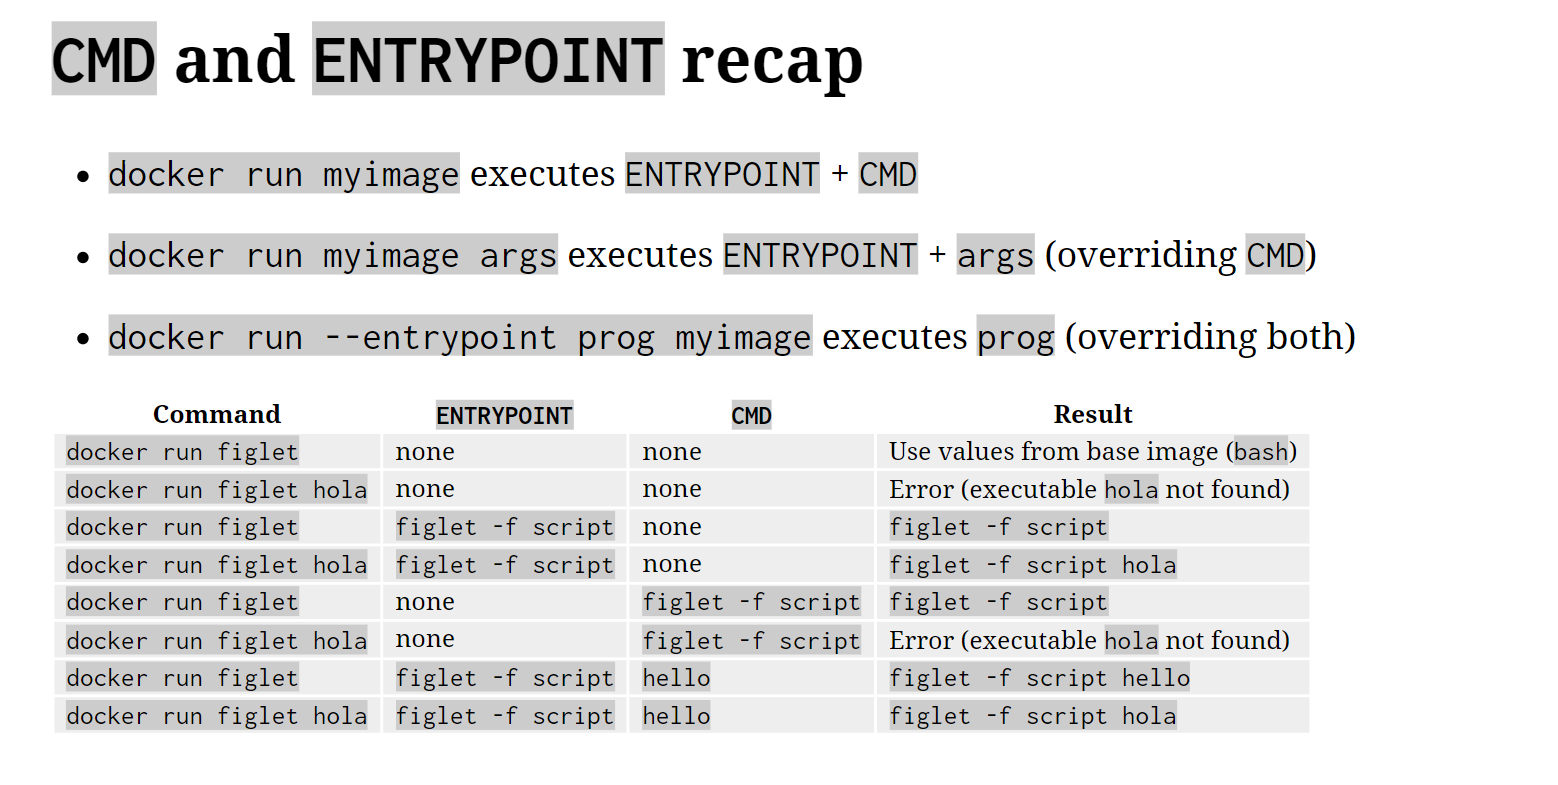 CMD and ENTRYPOINT recap
• docker run myimage executes ENTRYPOINT + CMD
• docker run myimage args executes ENTRYPOINT + args (overriding CMD)
• docker run --entrypoint prog myimage executes prog (overriding both)
Command ENTRYPOINT CMD Result
docker run figlet none none Use values from base image (bash)
docker run figlet hola none none Error (executable hola not found)
docker run figlet figlet -f script none figlet -f script
docker run figlet hola figlet -f script none figlet -f script hola
docker run figlet none figlet -f script figlet -f script
docker run figlet hola none figlet -f script Error (executable hola not found)
docker run figlet figlet -f script hello figlet -f script hello
docker run figlet hola figlet -f script hello figlet -f script hola